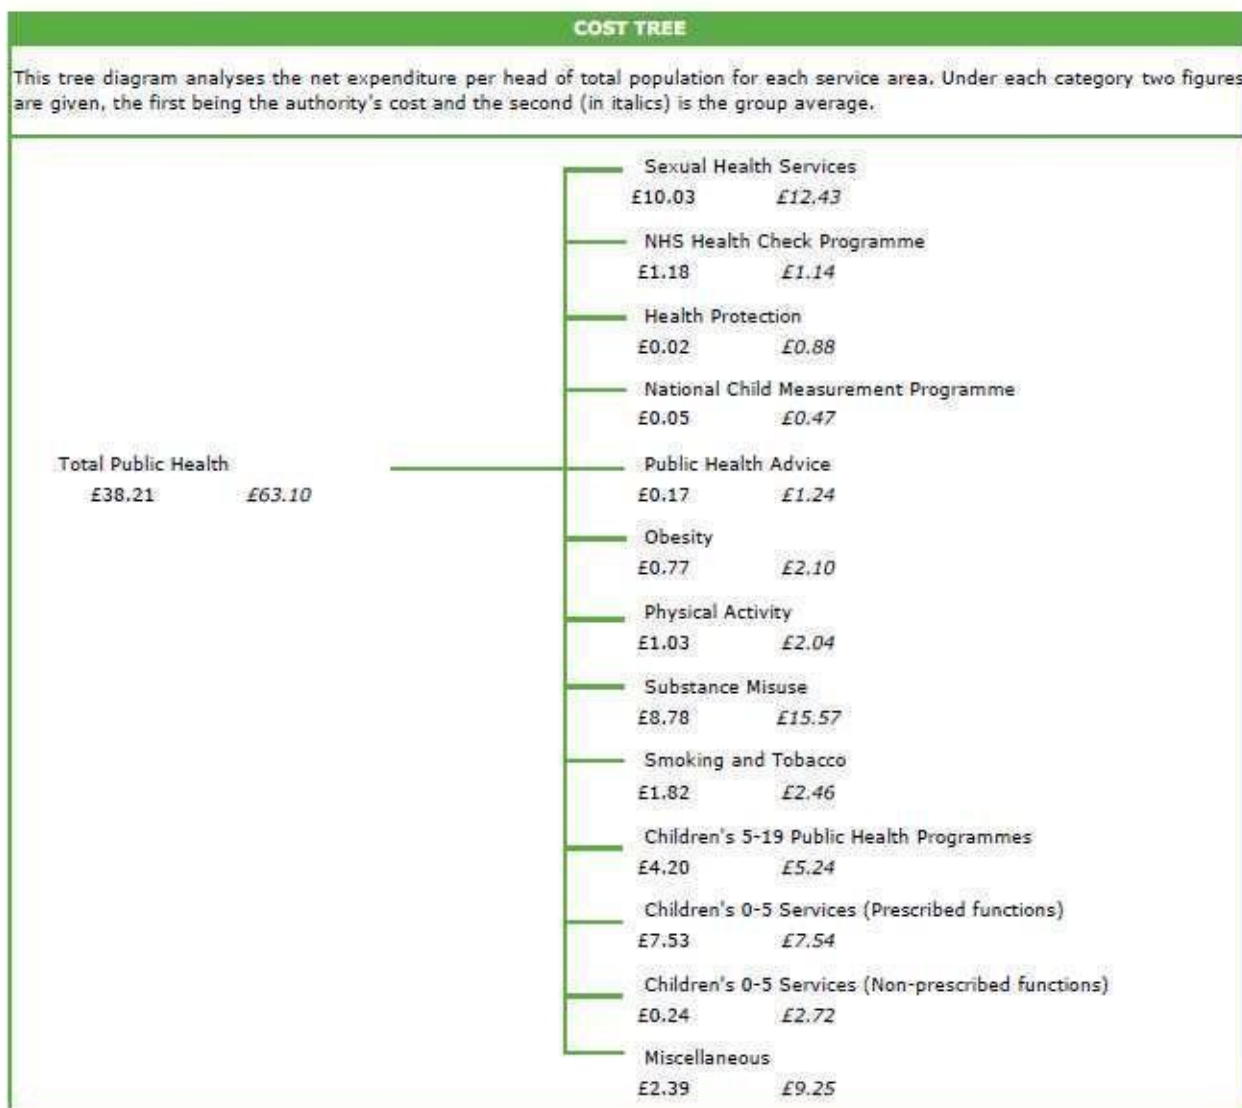 COST TREE
This tree diagram analyses the net expenditure per head of total population for each service area. Under each category two figures
are given, the first being the authority's cost and the second (in italics) is the group average.
Total Public Health
£38.21 £63.10
Sexual Health Services
£10.03 £12.43
NHS Health Check Programme
£1.18 £1.14
Health Protection
£0.02 £0.88
National Child Measurement Programme
£0.05 £0.47
Public Health Advice
£0.17 £1.24
Obesity
£0.77 £2.10
Physical Activity
£1.03 £2.04
Substance Misuse
£8.78 £15.57
Smoking and Tobacco
£1.82 £2.46
Children's 5-19 Public Health Programmes
£4.20 £5.24
Children's 0-5 Services (Prescribed functions)
£7.53 £7.54
Children's 0-5 Services (Non-prescribed functions)
£0.24 £2.72
Miscellaneous
£2.39 £9.25